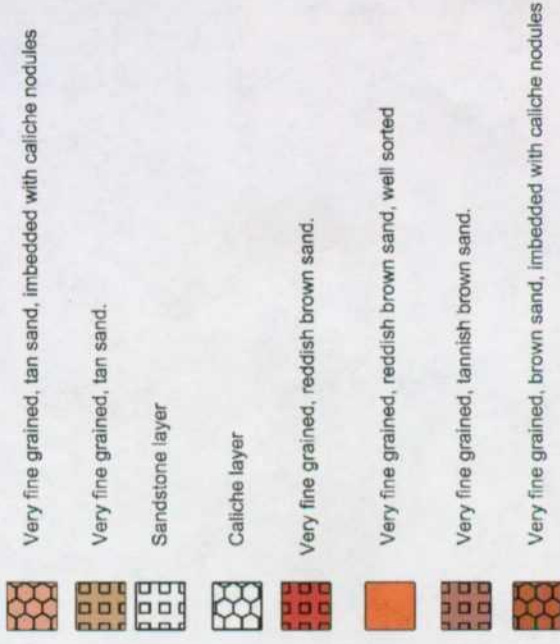 Very fine grained, tan sand, imbedded with caliche nodules
Very fine grained, tan sand.
Sandstone layer
Caliche layer
Very fine grained, reddish brown sand.
Very fine grained, reddish brown sand, well sorted
Very fine grained, tannish brown sand.
Very fine grained, brown sand, imbedded with caliche nodules